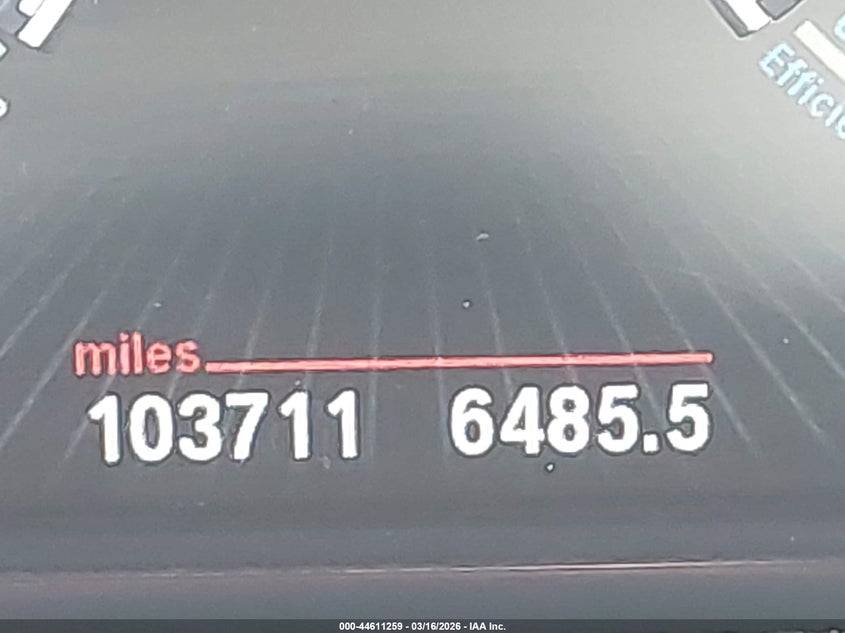 Effici
miles
103711 6485.5
000-44611259 - 03/16/2026 - IAA Inc.